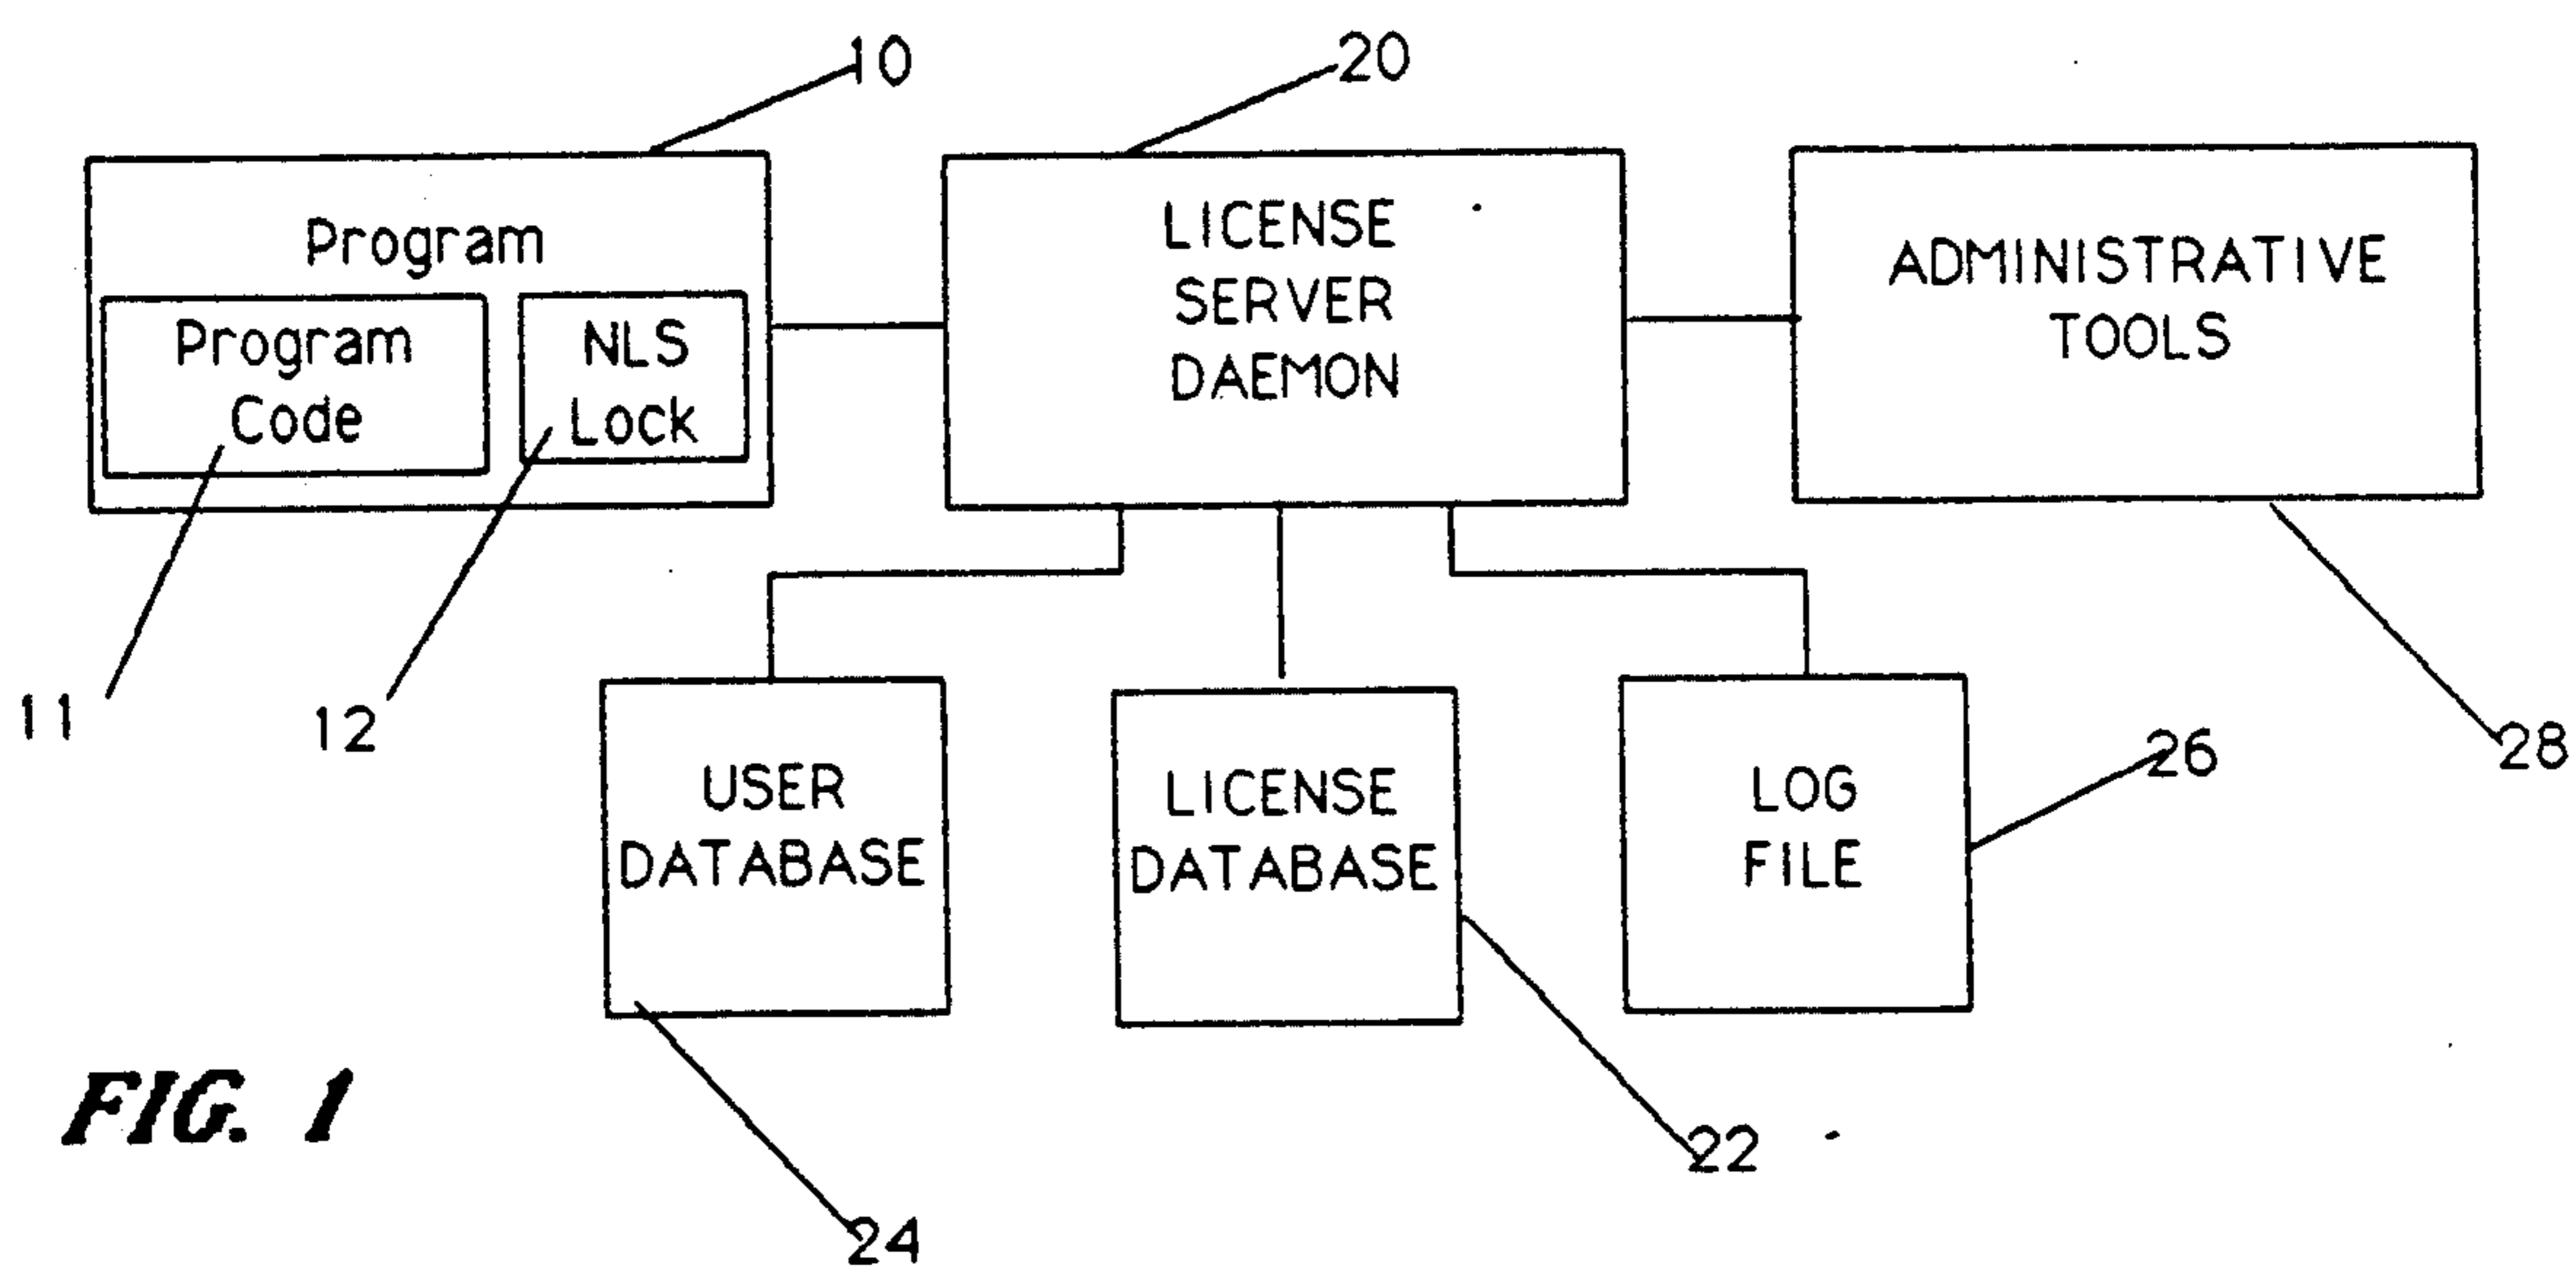 10
20
Program
Program
Code
NLS
Lock
LICENSE
SERVER
DAEMON
ADMINISTRATIVE
TOOLS
11
12
28
26
USER
DATABASE
LICENSE
DATABASE
LOG
FILE
22
24
FIG. 1